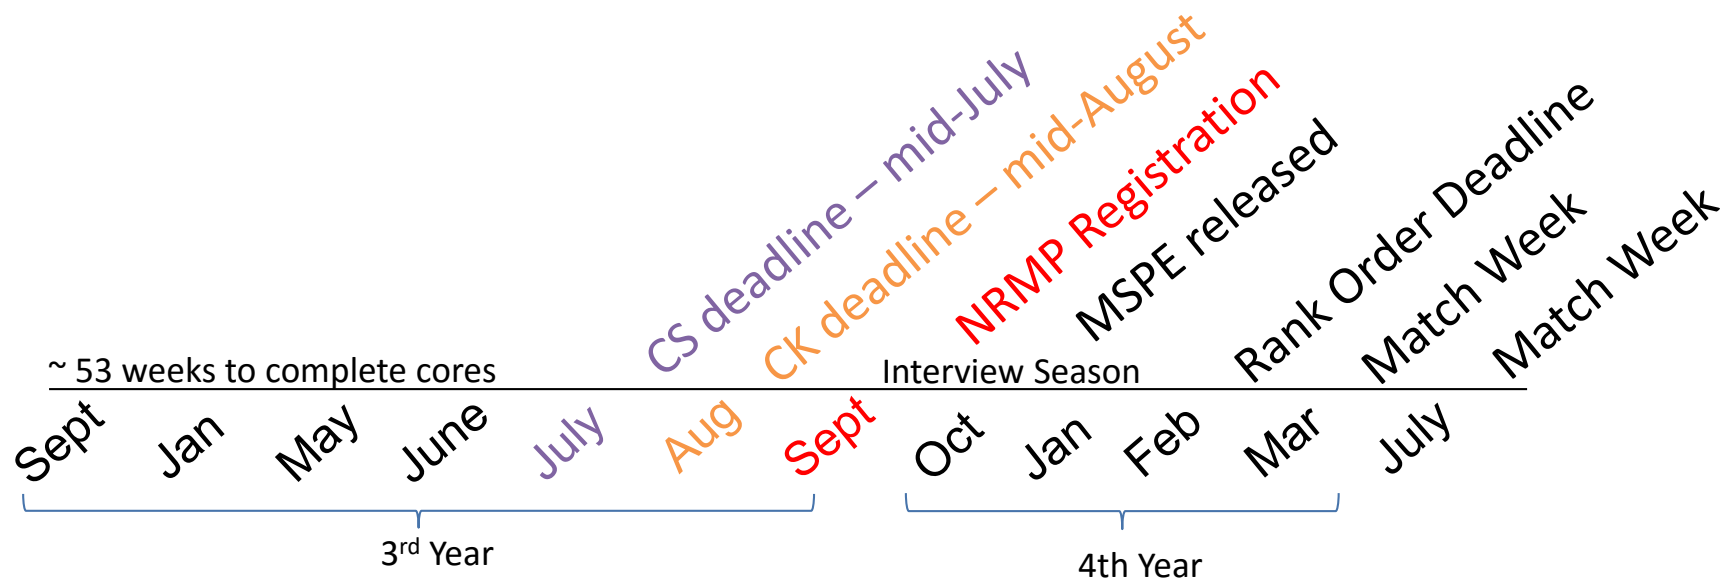 CS deadline – mid-July
CK deadline – mid-August
NRMP Registration
MSPE released
Rank Order Deadline
Match Week
Match Week
~ 53 weeks to complete cores
Interview Season
Sept
Jan
May
June
July
Aug
Sept
Oct
Jan
Feb
Mar
July
3rd Year
4th Year